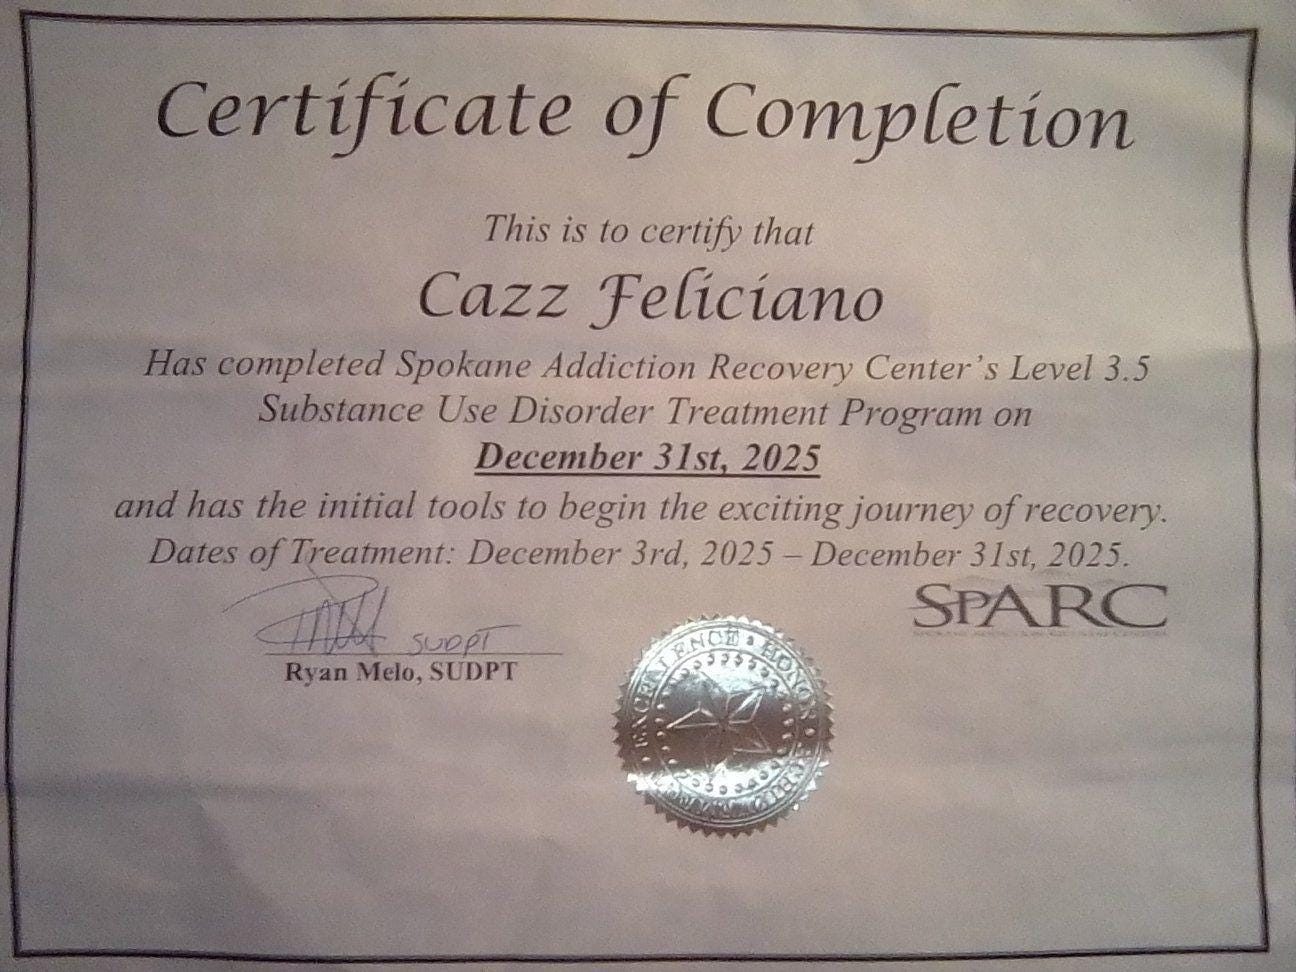 Certificate of Completion
This is to certify that
Cazz Feliciano
Has completed Spokane Addiction Recovery Center's Level 3.5
Substance Use Disorder Treatment Program on
December 31st, 2025
and has the initial tools to begin the exciting journey of recovery.
Dates of Treatment: December 3rd, 2025 – December 31st, 2025.
SUDPT
Ryan Melo, SUDPT
SPARC
EXCELLENCE • HONOR •